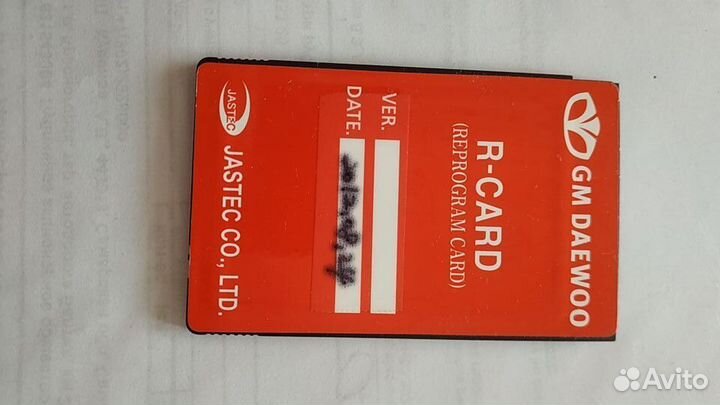 GM DAEWOO
R-CARD
(REPROGRAM CARD)
VER.
DATE.
JASTEC
JASTEC CO., LTD.
Avito